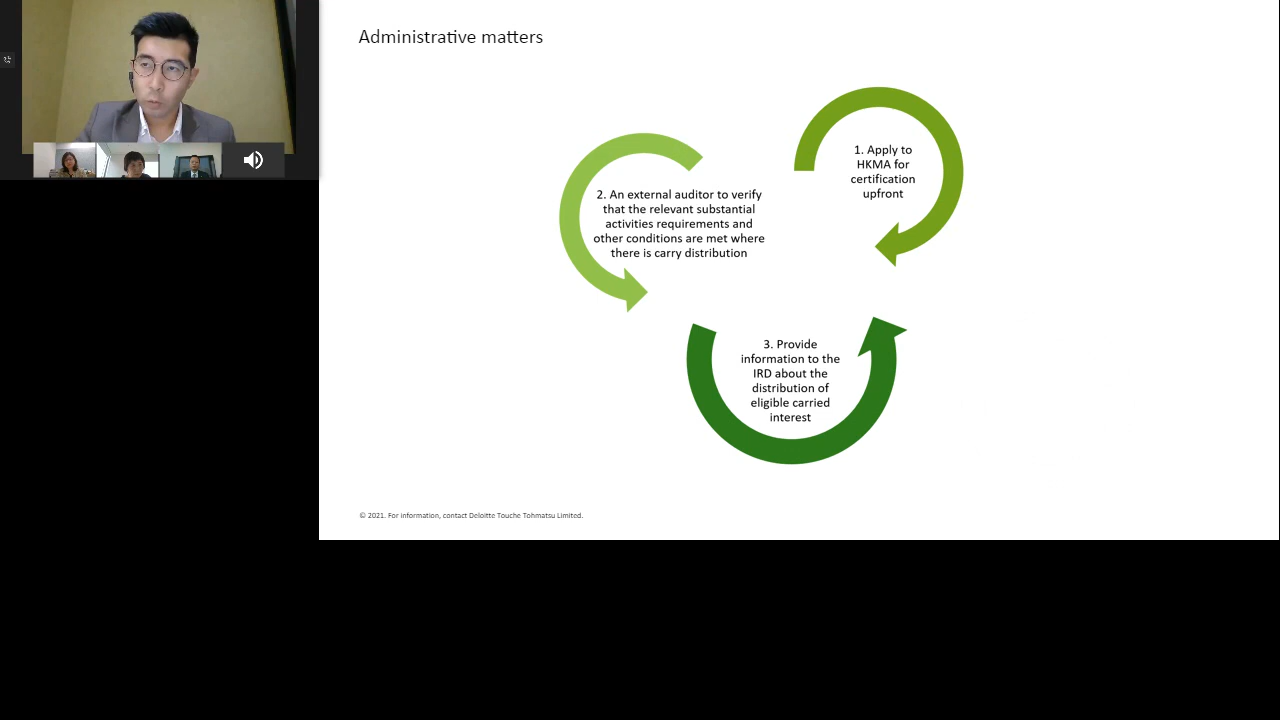 Administrative matters
1. Apply to
HKMA for
certification
upfront
2. An external auditor to verify
that the relevant substantial
activities requirements and
other conditions are met where
there is carry distribution
3. Provide
information to the
IRD about the
distribution of
eligible carried
interest
© 2021. For information, contact Deloitte Touche Tohmatsu Limited.